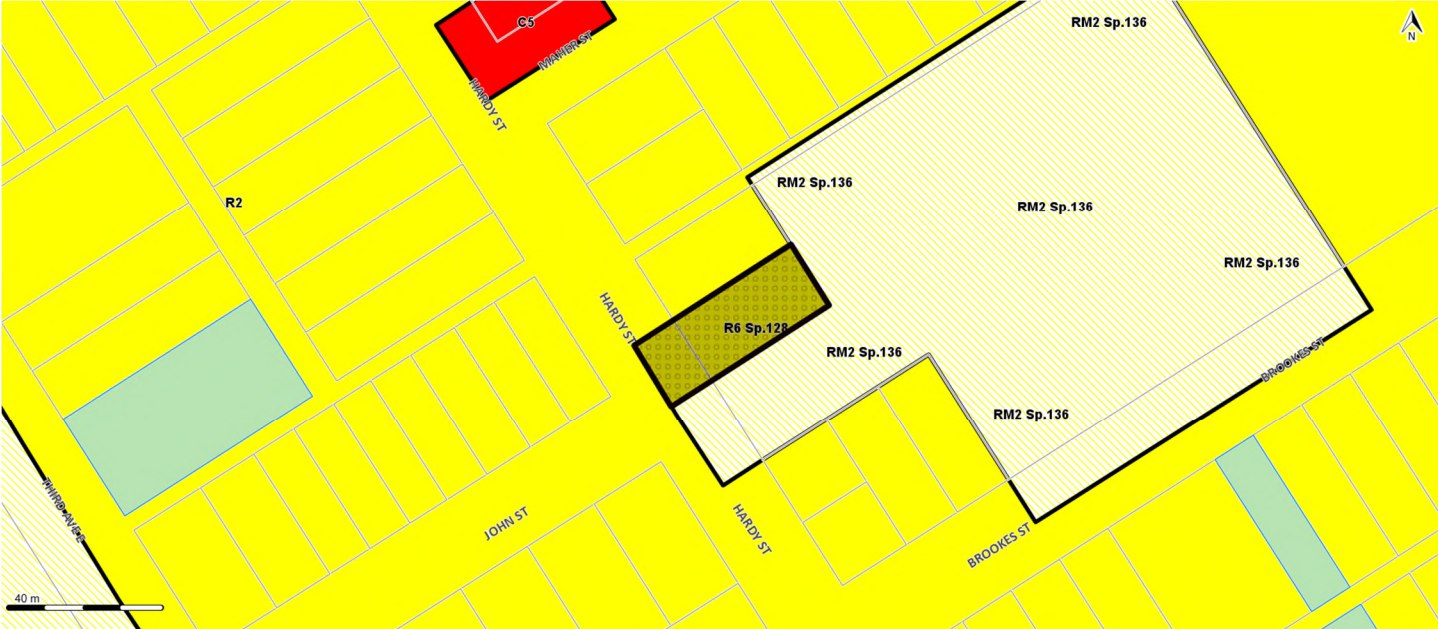 C5
RM2 Sp.136
N
MAHER ST
HARDY ST
RM2 Sp.136
R2
RM2 Sp.136
RM2 Sp.136
HARDY ST
R6 Sp.128
RM2 Sp.136
BROOKES ST
RM2 Sp.136
THIRD AVE E
JOHN ST
HARDY ST
BROOKES ST
40 m